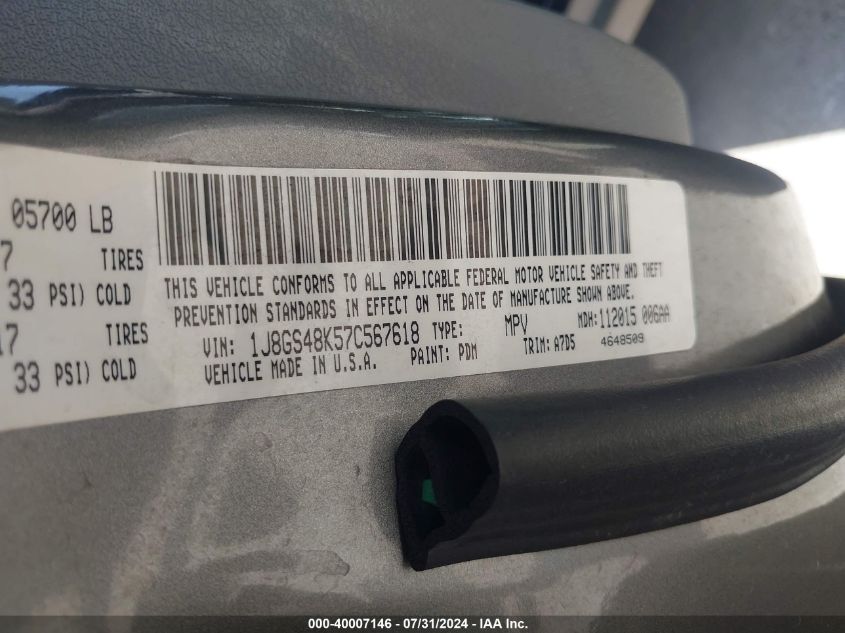 05700 LB
7 TIRES
33 PSI) COLD
17 TIRES
33 PSI) COLD
THIS VEHICLE CONFORMS TO ALL APPLICABLE FEDERAL MOTOR VEHICLE SAFETY AND THEFT
PREVENTION STANDARDS IN EFFECT ON THE DATE OF MANUFACTURE SHOWN ABOVE.
VIN: 1J8GS48K57C567618 TYPE: MPV MDH:112015 006AA
VEHICLE MADE IN U.S.A. PAINT: PDM TRIM: A7D5 4648509
000-40007146 - 07/31/2024 - IAA Inc.